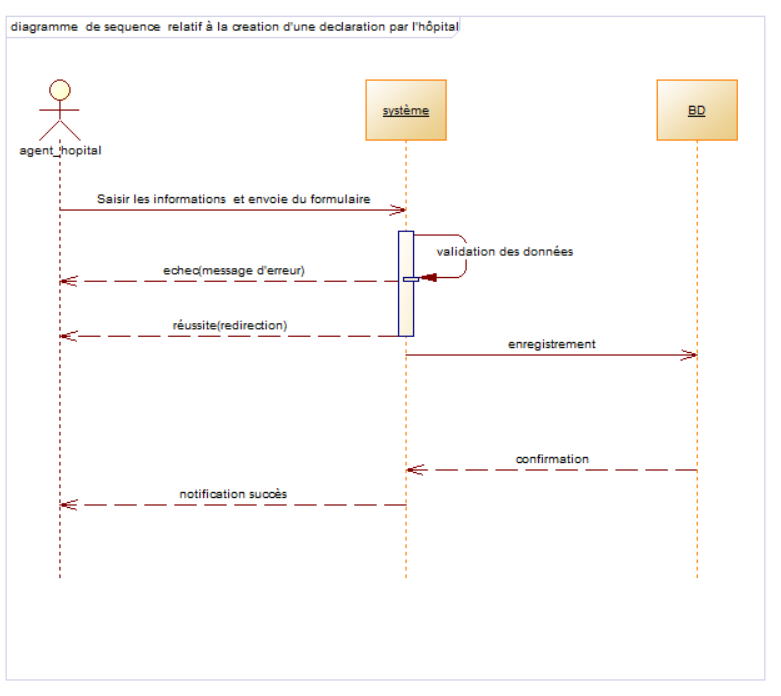 diagramme de sequence relatif à la creation d'une declaration par l'hôpital
système
BD
agent_hopital
Saisir les informations et envoie du formulaire
validation des données
echec(message d'erreur)
réussite(redirection)
enregistrement
confirmation
notification succès